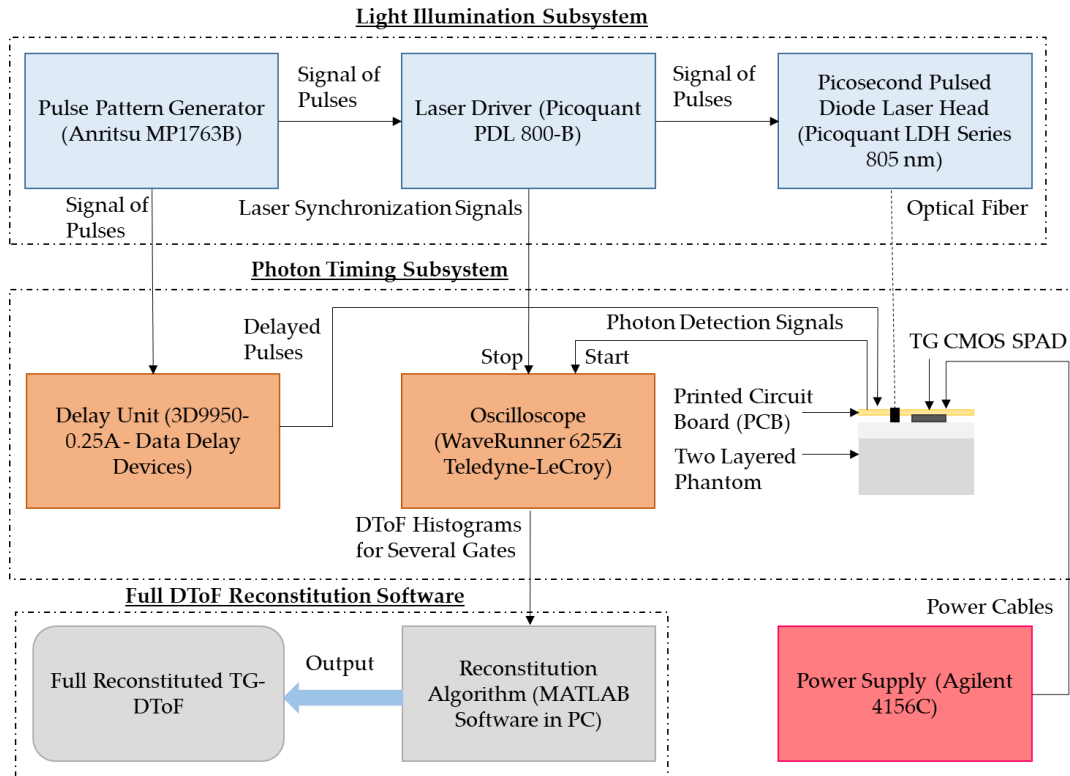 Light Illumination Subsystem
Pulse Pattern Generator
(Anritsu MP1763B)
Signal of
Pulses
Laser Driver (Picoquant
PDL 800-B)
Signal of
Pulses
Picosecond Pulsed
Diode Laser Head
(Picoquant LDH Series
805 nm)
Signal of
Pulses
Laser Synchronization Signals
Optical Fiber
Photon Timing Subsystem
Delayed
Pulses
Photon Detection Signals
TG CMOS SPAD
Stop
Start
Delay Unit (3D9950-
0.25A - Data Delay
Devices)
Oscilloscope
(WaveRunner 625Zi
Teledyne-LeCroy)
Printed Circuit
Board (PCB)
Two Layered
Phantom
DToF Histograms
for Several Gates
Full DToF Reconstitution Software
Power Cables
Full Reconstituted TG-
DToF
Output
Reconstitution
Algorithm (MATLAB
Software in PC)
Power Supply (Agilent
4156C)